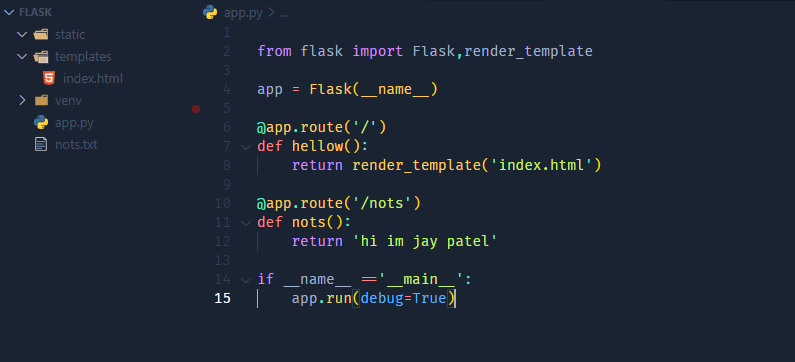 FLASK
static
templates
index.html
venv
app.py
nots.txt
app.py > ...
1
2 from flask import Flask,render_template
3
4 app = Flask(__name__)
5
6 @app.route('/')
7 def hellow():
8 return render_template('index.html')
9
10 @app.route('/nots')
11 def nots():
12 return 'hi im jay patel'
13
14 if __name__ =='__main__':
15 app.run(debug=True)